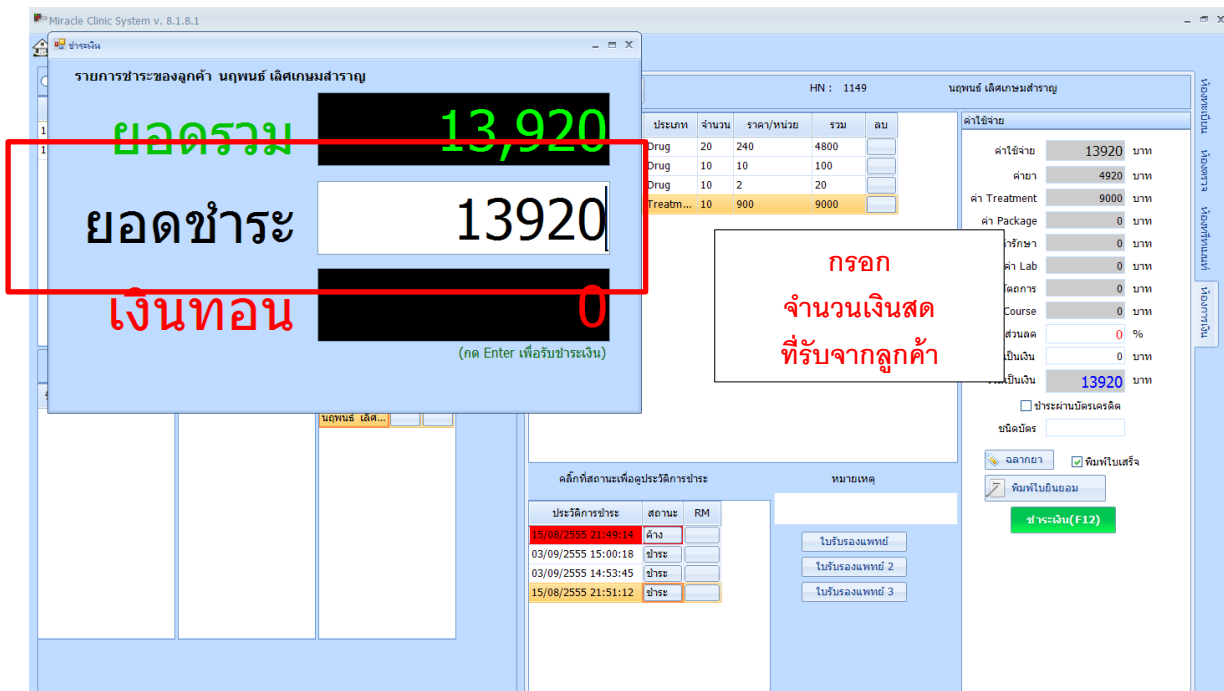 Miracle Clinic System v. 8.1.8.1
ชำระเงิน
รายการชำระของลูกค้า นฤพนธ์ เลิศเกษมสำราญ
ยอดรวม 13,920
ยอดชำระ 13920
เงินทอน 0
(กด Enter เพื่อรับชำระเงิน)
HN : 1149 นฤพนธ์ เลิศเกษมสำราญ
ประเภท จำนวน ราคา/หน่วย รวม ลบ
Drug 20 240 4800
Drug 10 10 100
Drug 10 2 20
Treatm... 10 900 9000
กรอก
จำนวนเงินสด
ที่รับจากลูกค้า
ค่าใช้จ่าย
ค่าใช้จ่าย 13920 บาท
ค่ายา 4920 บาท
ค่า Treatment 9000 บาท
ค่า Package 0 บาท
0 บาท
Lab 0 บาท
0 บาท
Course 0 บาท
ส่วนลด 0 %
0 บาท
13920 บาท
ชำระผ่านบัตรเครดิต
ชนิดบัตร
ฉลากยา พิมพ์ใบเสร็จ
พิมพ์ใบยินยอม
ชำระเงิน(F12)
ห้องทะเบียน
ห้องตรวจ
ห้องทรีทเมนท์
ห้องการเงิน
นฤพนธ์ เลิศ...
คลิ๊กที่สถานะเพื่อดูประวัติการชำระ
หมายเหตุ
ประวัติการชำระ สถานะ RM
15/08/2555 21:49:14 ค้าง
03/09/2555 15:00:18 ชำระ
03/09/2555 14:53:45 ชำระ
15/08/2555 21:51:12 ชำระ
ใบรับรองแพทย์
ใบรับรองแพทย์ 2
ใบรับรองแพทย์ 3